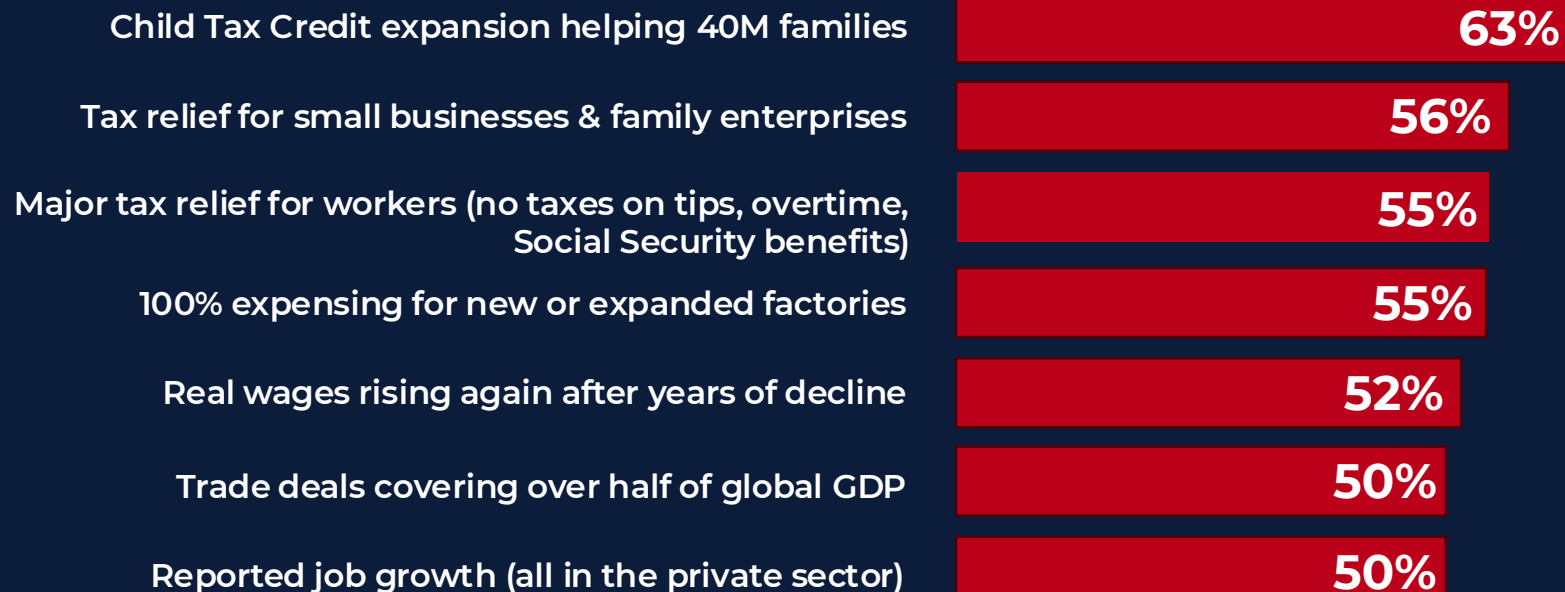 Child Tax Credit expansion helping 40M families 63%
Tax relief for small businesses & family enterprises 56%
Major tax relief for workers (no taxes on tips, overtime,
Social Security benefits) 55%
100% expensing for new or expanded factories 55%
Real wages rising again after years of decline 52%
Trade deals covering over half of global GDP 50%
Reported job growth (all in the private sector) 50%